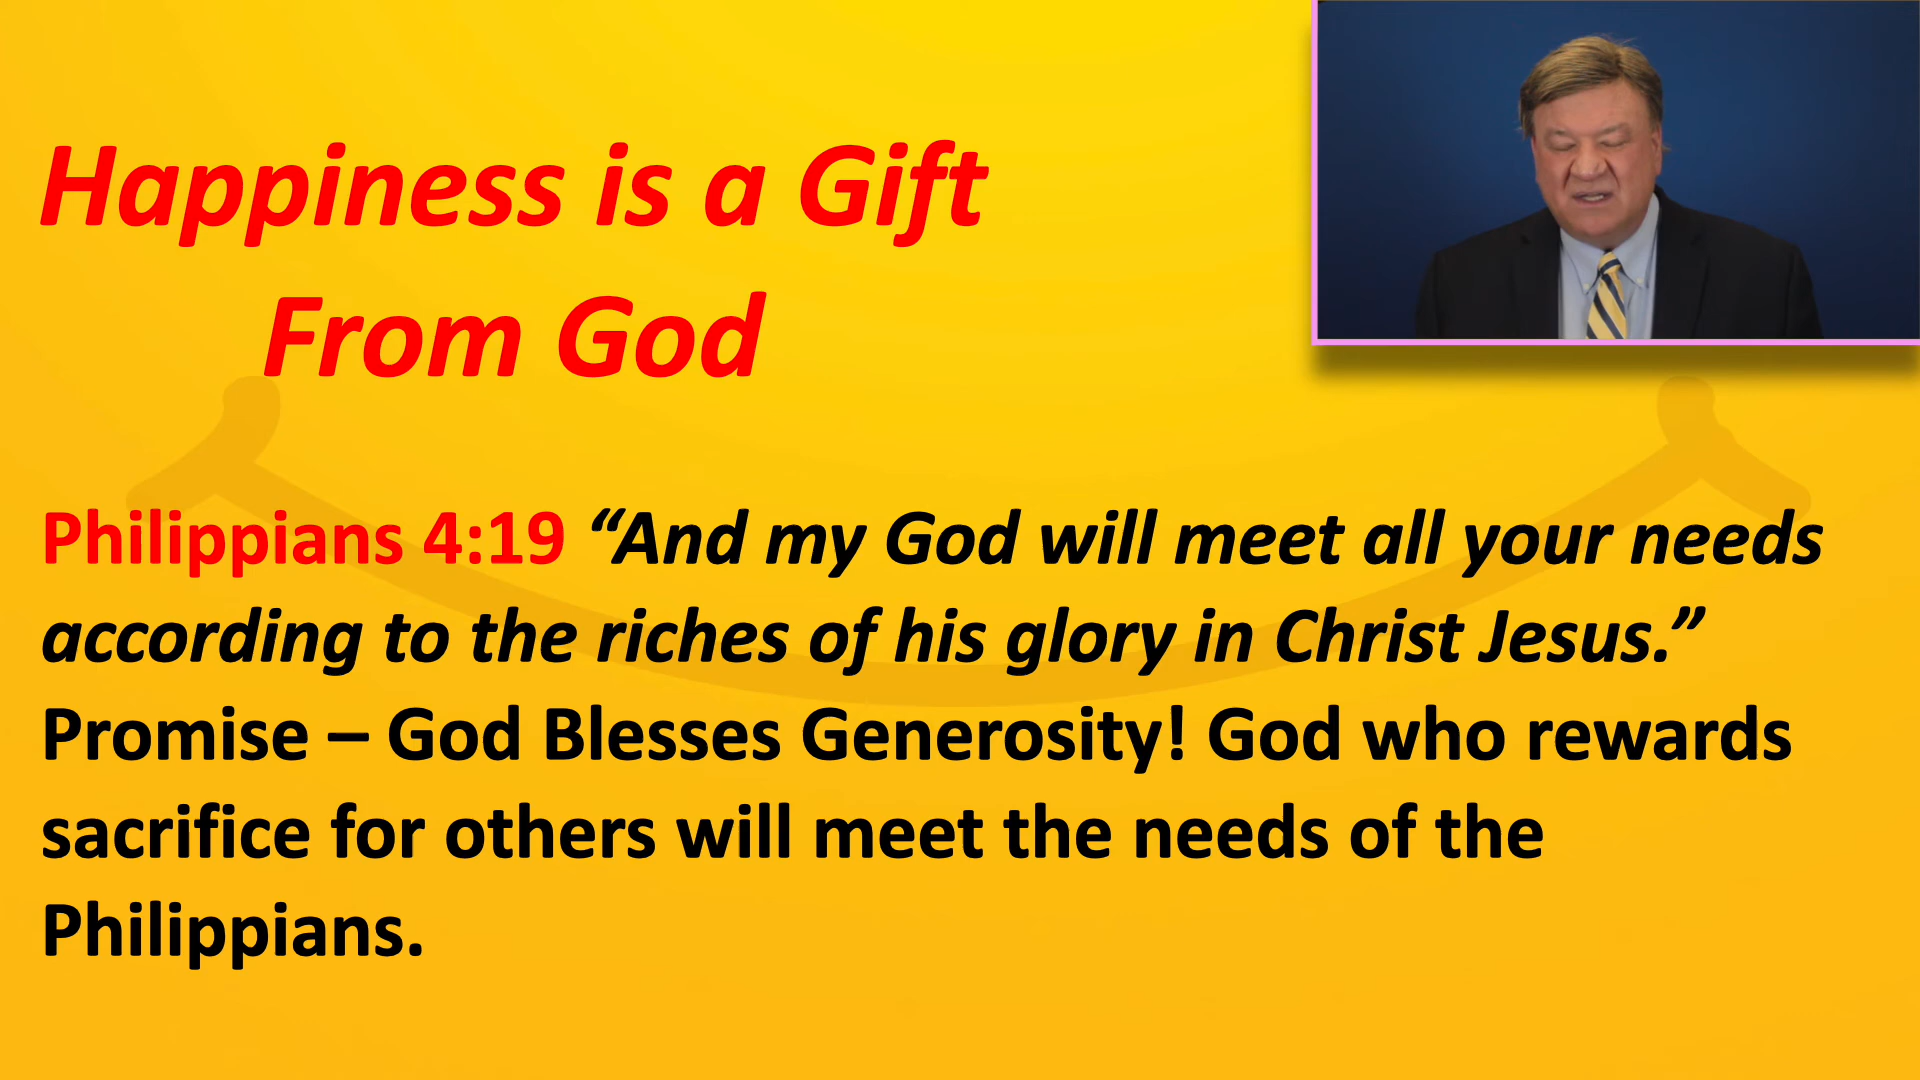 Happiness is a Gift
From God
Philippians 4:19 “And my God will meet all your needs
according to the riches of his glory in Christ Jesus.”
Promise – God Blesses Generosity! God who rewards
sacrifice for others will meet the needs of the
Philippians.